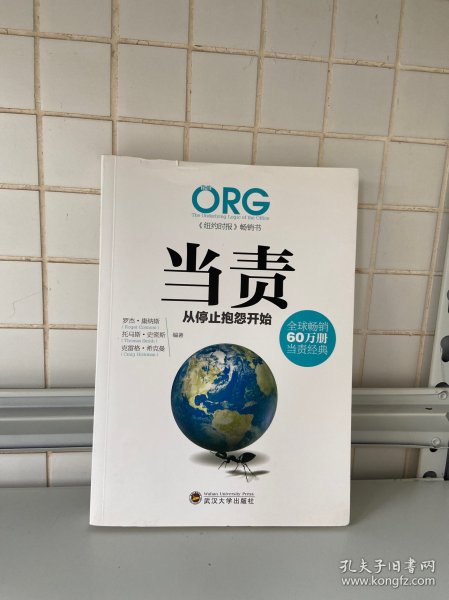 THE
ORG
The Underlying Logic of the Office
《纽约时报》畅销书
当责
从停止抱怨开始
罗杰·康纳斯
(Roger Connors)
托马斯·史密斯
(Thomas Smith)
克雷格·希克曼
(Craig Hickman)
编著
全球畅销
60万册
当责经典
Wuhan University Press
武汉大学出版社
孔夫子旧书网
www.kongfz.com